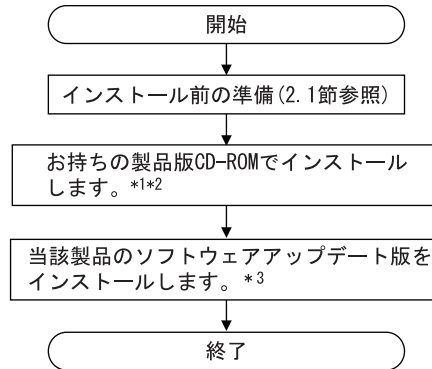 開始
インストール前の準備(2.1節参照)
お持ちの製品版CD-ROMでインストール
します。*1*2
当該製品のソフトウェアアップデート版を
インストールします。*3
終了